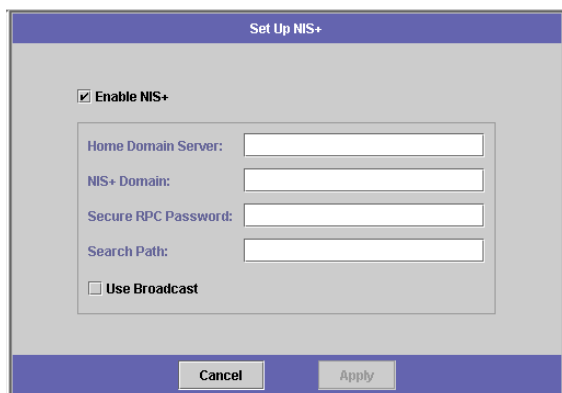 Set Up NIS+
Enable NIS+
Home Domain Server:
NIS+ Domain:
Secure RPC Password:
Search Path:
Use Broadcast
Cancel Apply